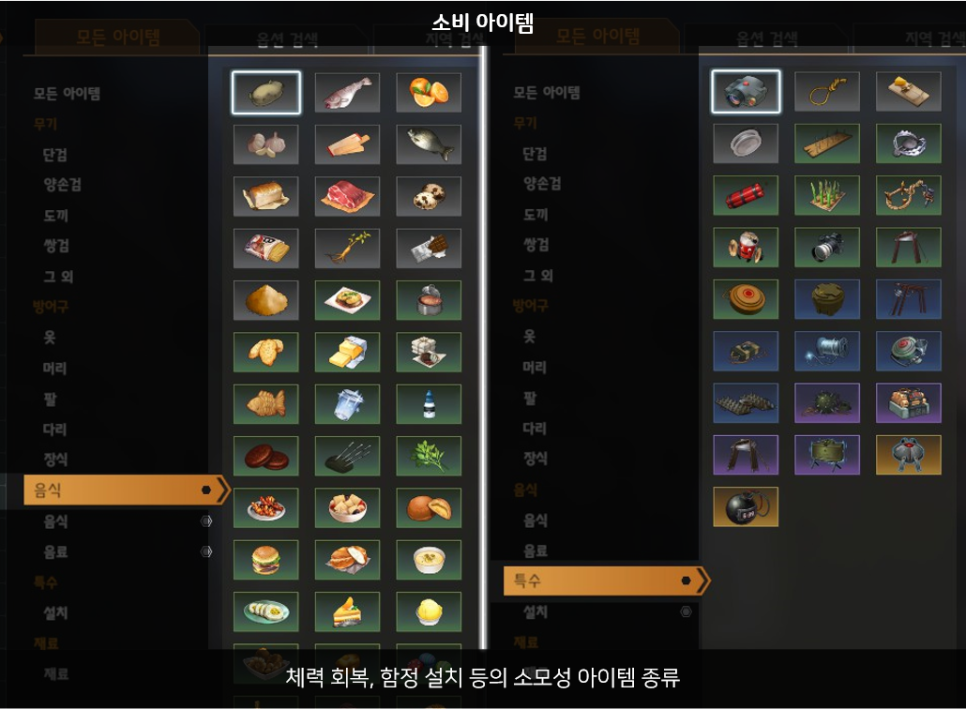 소비 아이템
모든 아이템
옵션 검색
지역 검색
모든 아이템
무기
단검
양손검
도끼
쌍검
그 외
방어구
옷
머리
팔
다리
장식
음식
음식
음료
특수
설치
재료
재료
모든 아이템
옵션 검색
지역 검색
모든 아이템
무기
단검
양손검
도끼
쌍검
그 외
방어구
옷
머리
팔
다리
장식
음식
음식
음료
특수
설치
재료
체력 회복, 함정 설치 등의 소모성 아이템 종류